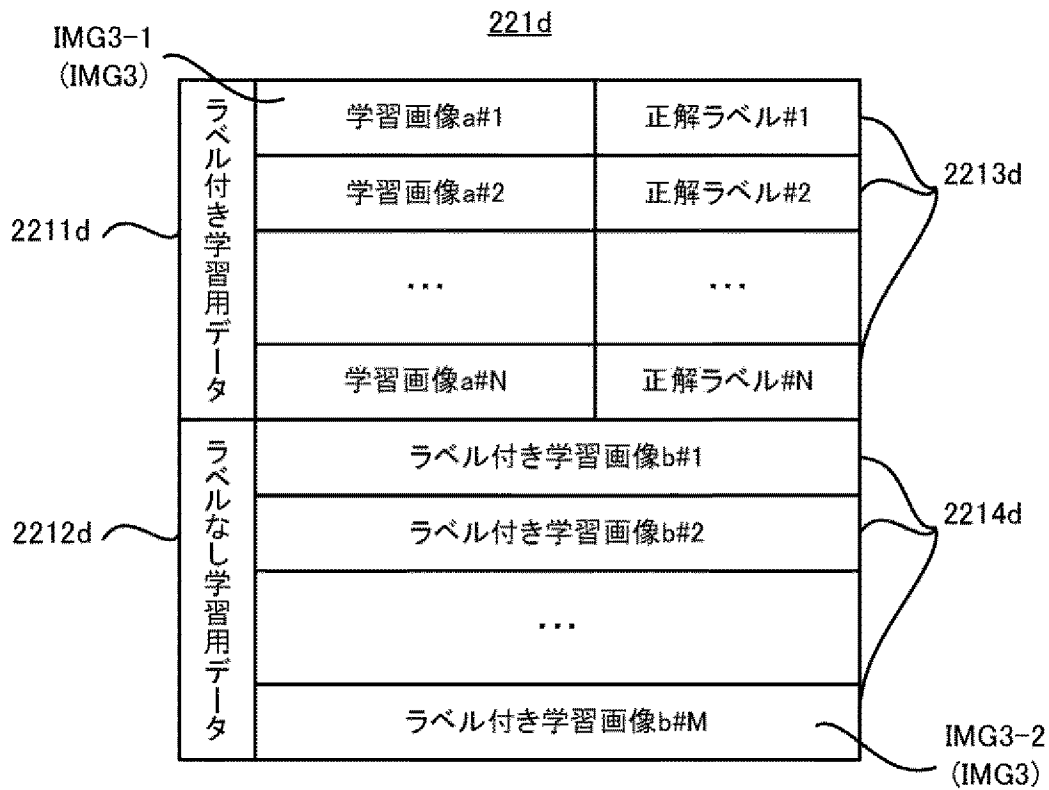 221d
IMG3-1
(IMG3)
ラベル付き学習用データ
学習画像a#1
正解ラベル#1
学習画像a#2
正解ラベル#2
...
...
学習画像a#N
正解ラベル#N
2211d
2213d
ラベルなし学習用データ
ラベル付き学習画像b#1
ラベル付き学習画像b#2
...
ラベル付き学習画像b#M
2212d
2214d
IMG3-2
(IMG3)